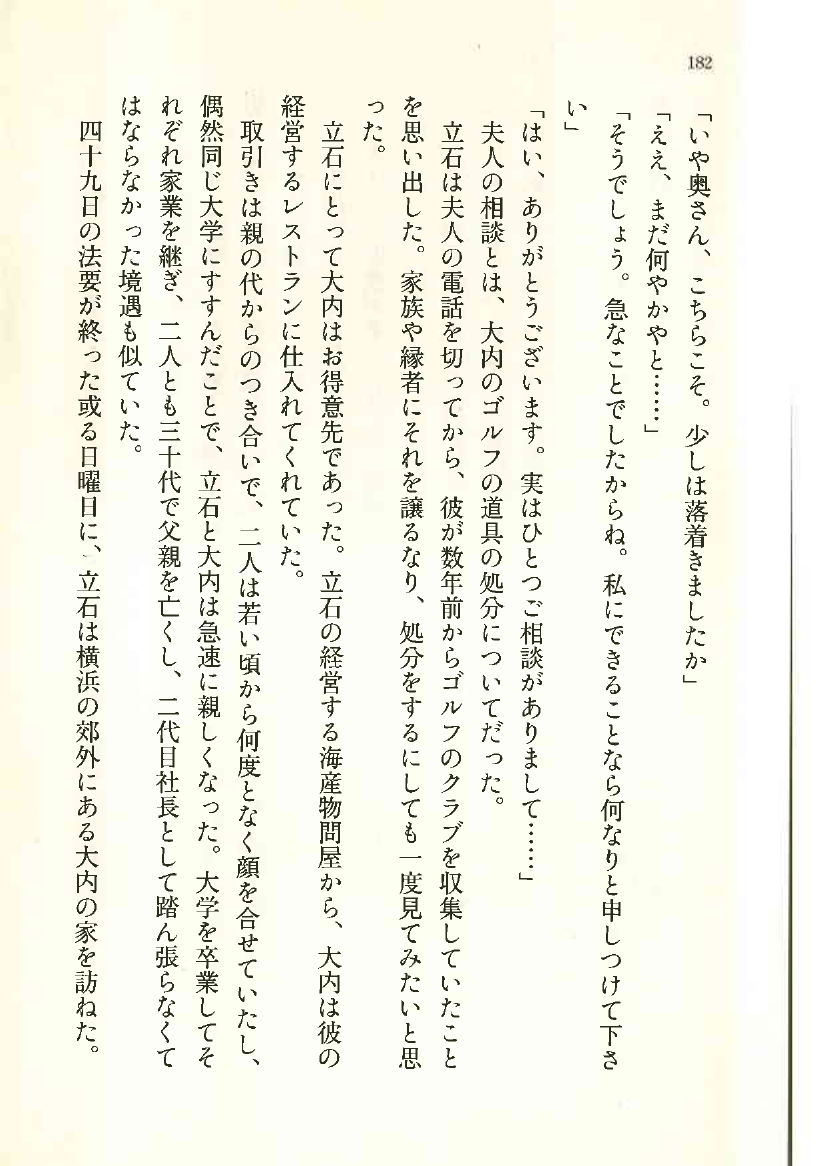 182
「いや奥さん、こちらこそ。少しは落着きましたか」
「ええ、まだ何やかやと……」
「そうでしょう。急なことでしたからね。私にできることなら何なりと申しつけて下さ
い」
「はい、ありがとうございます。実はひとつご相談がありまして……」
夫人の相談とは、大内のゴルフの道具の処分についてだった。
立石は夫人の電話を切ってから、彼が数年前からゴルフのクラブを収集していたこと
を思い出した。家族や縁者にそれを譲るなり、処分をするにしても一度見てみたいと思
った。
立石にとって大内はお得意先であった。立石の経営する海産物問屋から、大内は彼の
経営するレストランに仕入れてくれていた。
取引きは親の代からのつき合いで、二人は若い頃から何度となく顔を合せていたし、
偶然同じ大学にすすんだことで、立石と大内は急速に親しくなった。大学を卒業してそ
れぞれ家業を継ぎ、二人とも三十代で父親を亡くし、二代目社長として踏ん張らなくて
はならなかった境遇も似ていた。
四十九日の法要が終った或る日曜日に、立石は横浜の郊外にある大内の家を訪ねた。